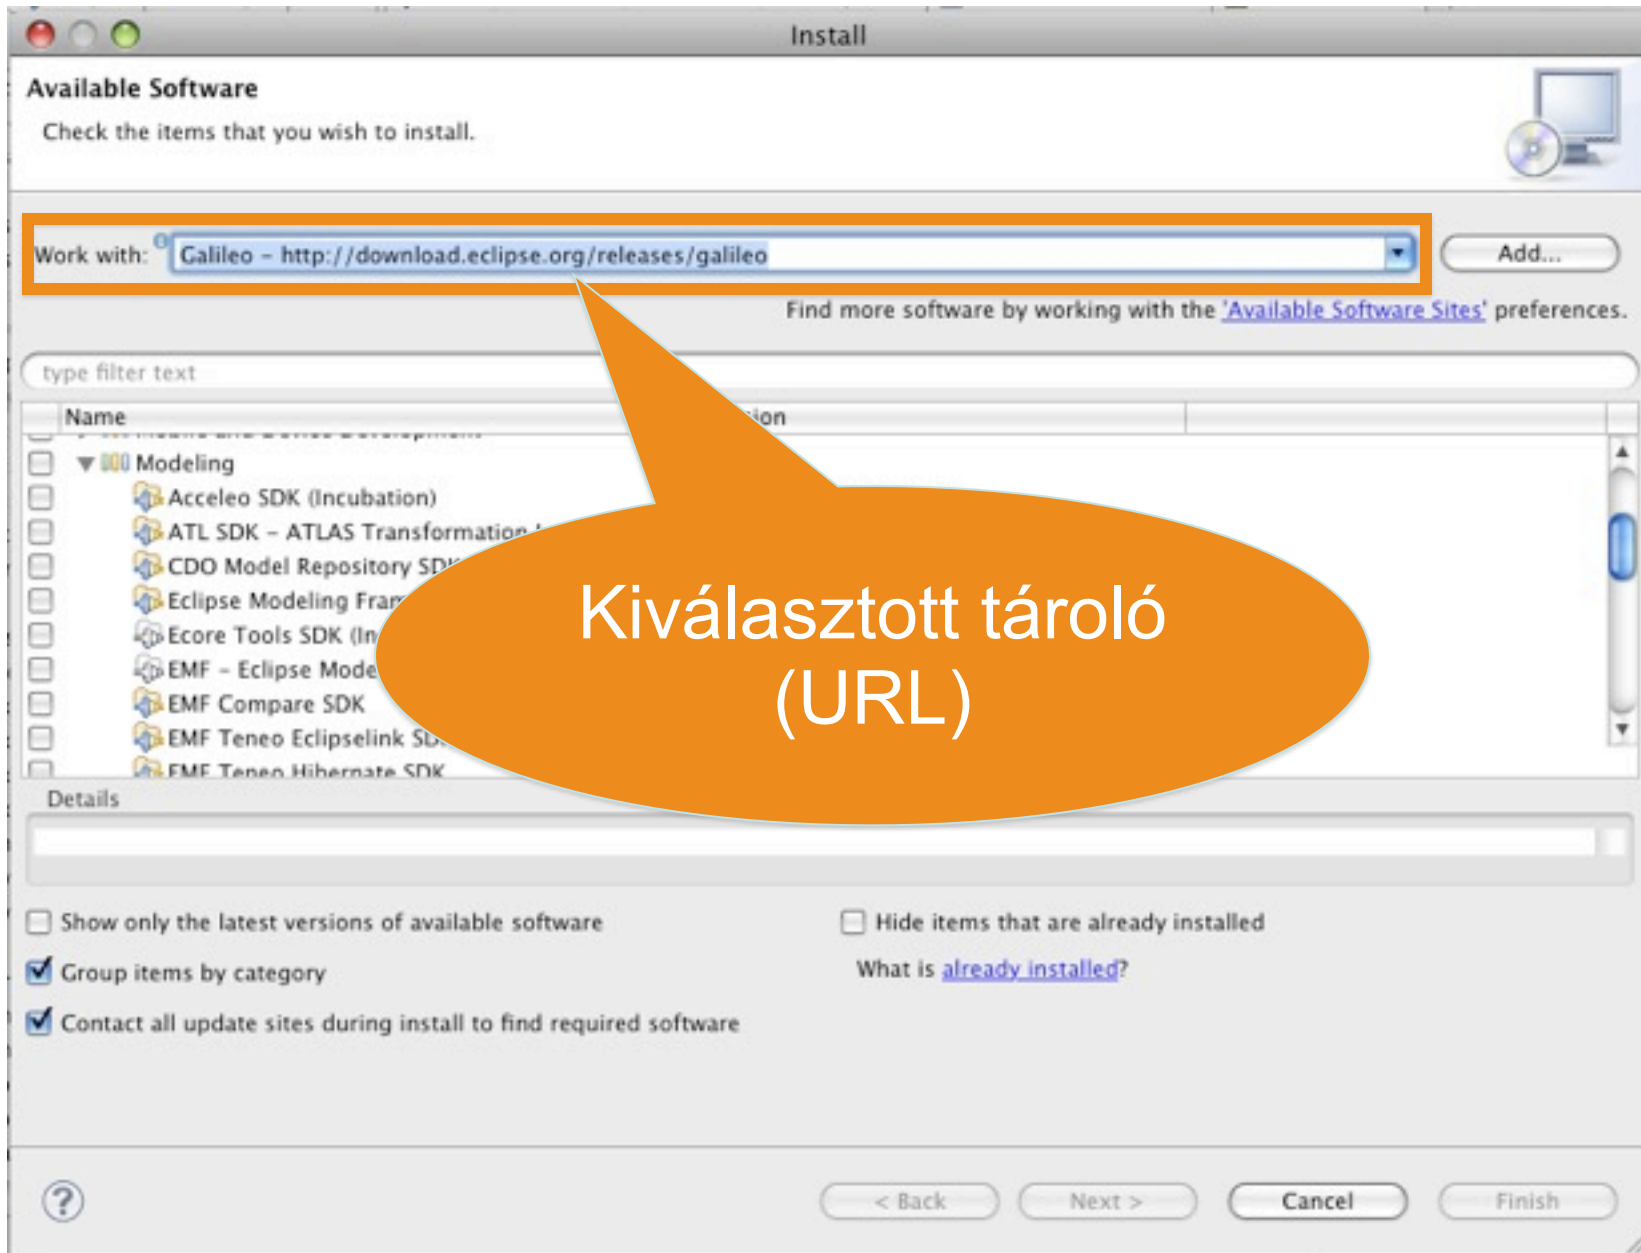 Install
Available Software
Check the items that you wish to install.
Work with: Galileo - http://download.eclipse.org/releases/galileo
Add...
Find more software by working with the 'Available Software Sites' preferences.
type filter text
Name
Mobile and Device Development
Modeling
Acceleo SDK (Incubation)
ATL SDK - ATLAS Transformation
CDO Model Repository SDK
Eclipse Modeling
Ecore Tools SDK
EMF - Eclipse
EMF Compare SDK
EMF Teneo Eclipselink
EMF Teneo Hibernate SDK
Kiválasztott tároló
(URL)
Details
Show only the latest versions of available software
Hide items that are already installed
Group items by category
What is already installed?
Contact all update sites during install to find required software
?
< Back
Next >
Cancel
Finish